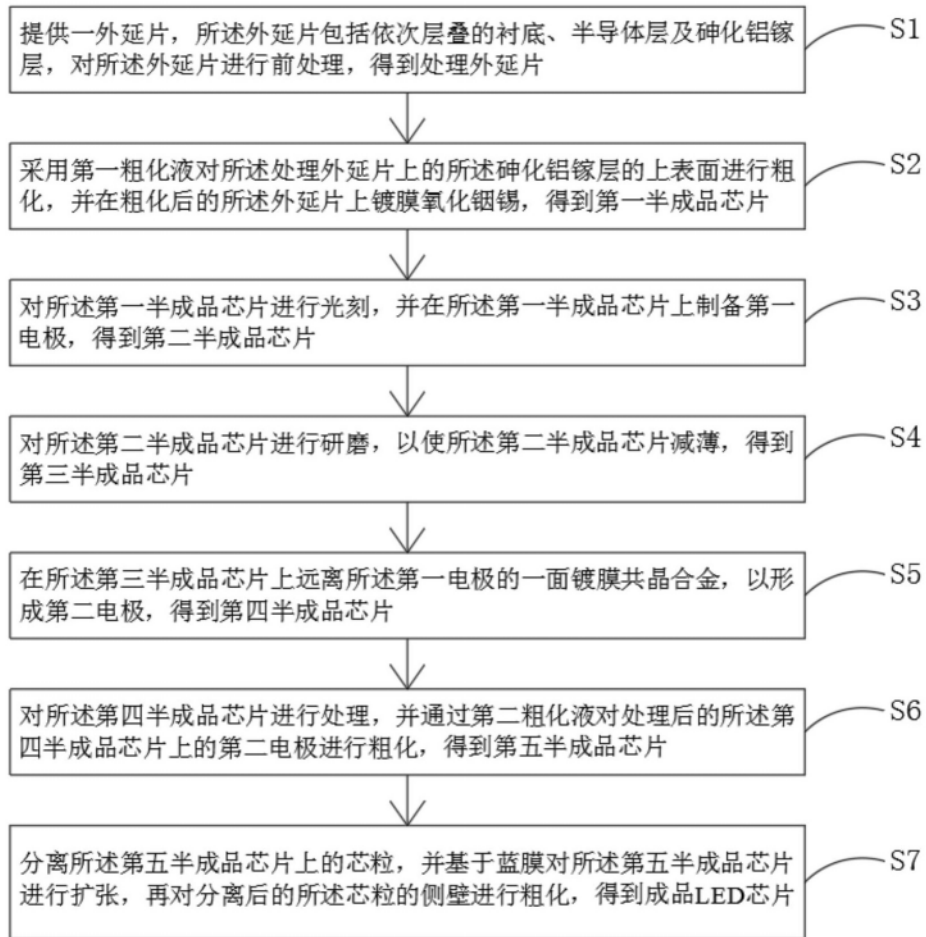 提供一外延片，所述外延片包括依次层叠的衬底、半导体层及砷化铝镓
层，对所述外延片进行前处理，得到处理外延片
S1
采用第一粗化液对所述处理外延片上的所述砷化铝镓层的上表面进行粗
化，并在粗化后的所述外延片上镀膜氧化铟锡，得到第一半成品芯片
S2
对所述第一半成品芯片进行光刻，并在所述第一半成品芯片上制备第一
电极，得到第二半成品芯片
S3
对所述第二半成品芯片进行研磨，以使所述第二半成品芯片减薄，得到
第三半成品芯片
S4
在所述第三半成品芯片上远离所述第一电极的一面镀膜共晶合金，以形
成第二电极，得到第四半成品芯片
S5
对所述第四半成品芯片进行处理，并通过第二粗化液对处理后的所述第
四半成品芯片上的第二电极进行粗化，得到第五半成品芯片
S6
分离所述第五半成品芯片上的芯粒，并基于蓝膜对所述第五半成品芯片
进行扩张，再对分离后的所述芯粒的侧壁进行粗化，得到成品LED芯片
S7